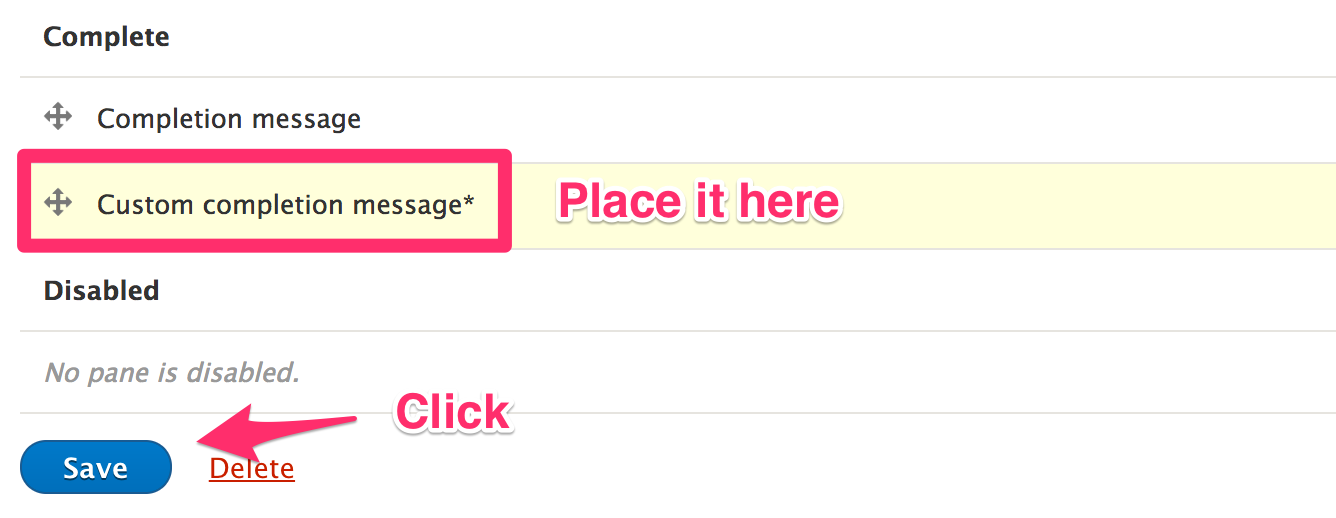 Complete
Completion message
Custom completion message*
Place it here
Disabled
No pane is disabled.
Click
Save
Delete